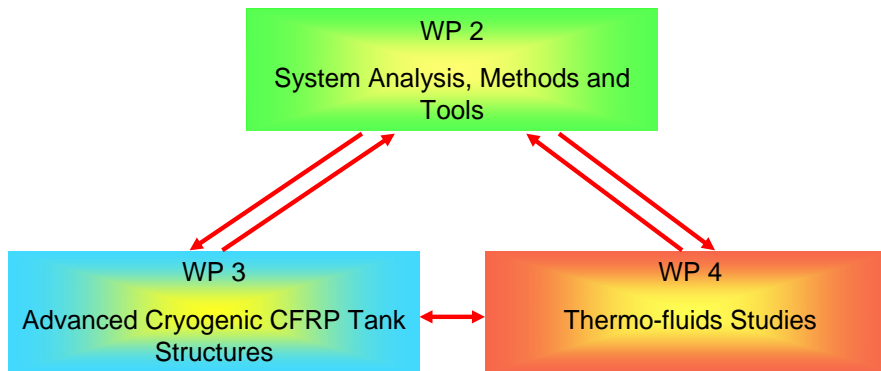 WP 2
System Analysis, Methods and
Tools
WP 3
Advanced Cryogenic CFRP Tank
Structures
WP 4
Thermo-fluids Studies